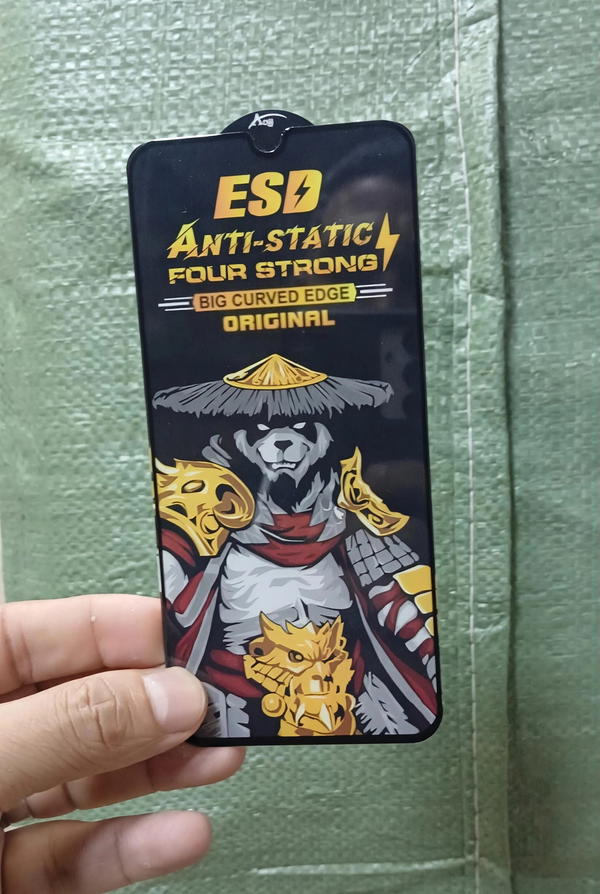 ESD
ANTI-STATIC
FOUR STRONG
BIG CURVED EDGE
ORIGINAL